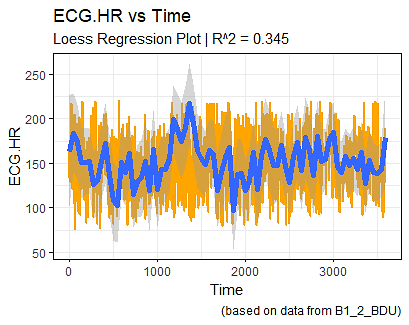 ECG.HR vs Time
Loess Regression Plot | R^2 = 0.345
ECG.HR
250
200
150
100
50
0
1000
2000
3000
Time
(based on data from B1_2_BDU)